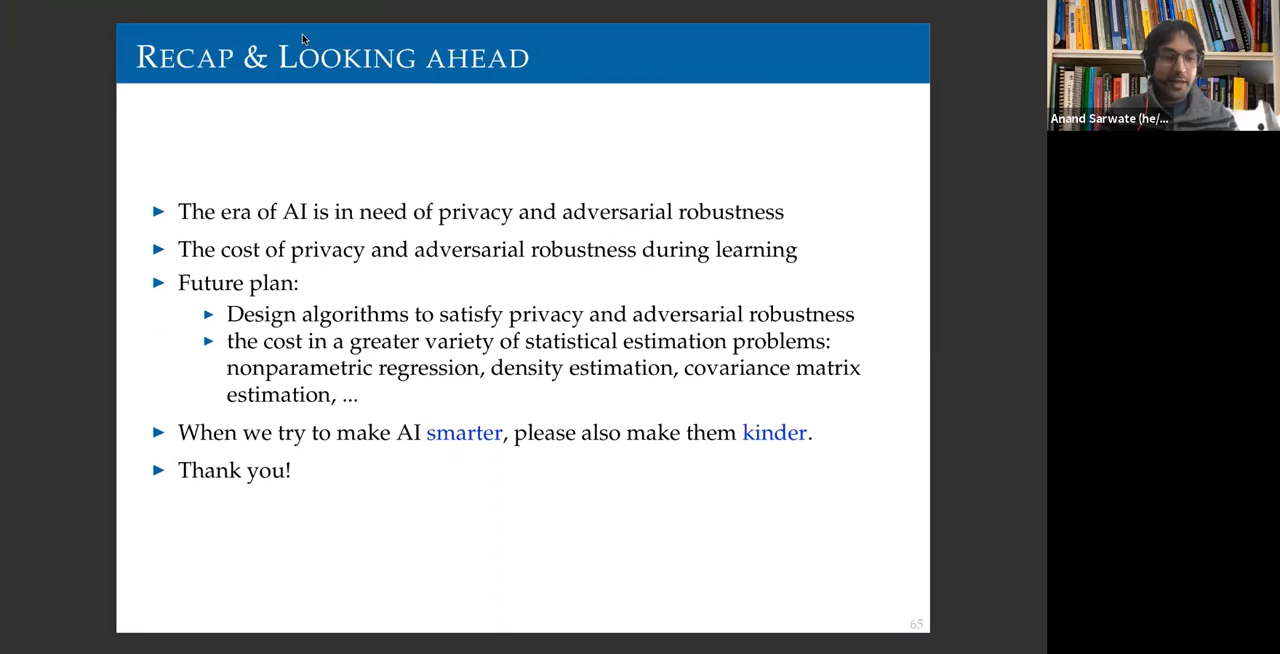 RECAP & LOOKING AHEAD
The era of AI is in need of privacy and adversarial robustness
The cost of privacy and adversarial robustness during learning
Future plan:
Design algorithms to satisfy privacy and adversarial robustness
the cost in a greater variety of statistical estimation problems:
nonparametric regression, density estimation, covariance matrix
estimation, ...
When we try to make AI smarter, please also make them kinder.
Thank you!
65
Anand Sarwate (he/...